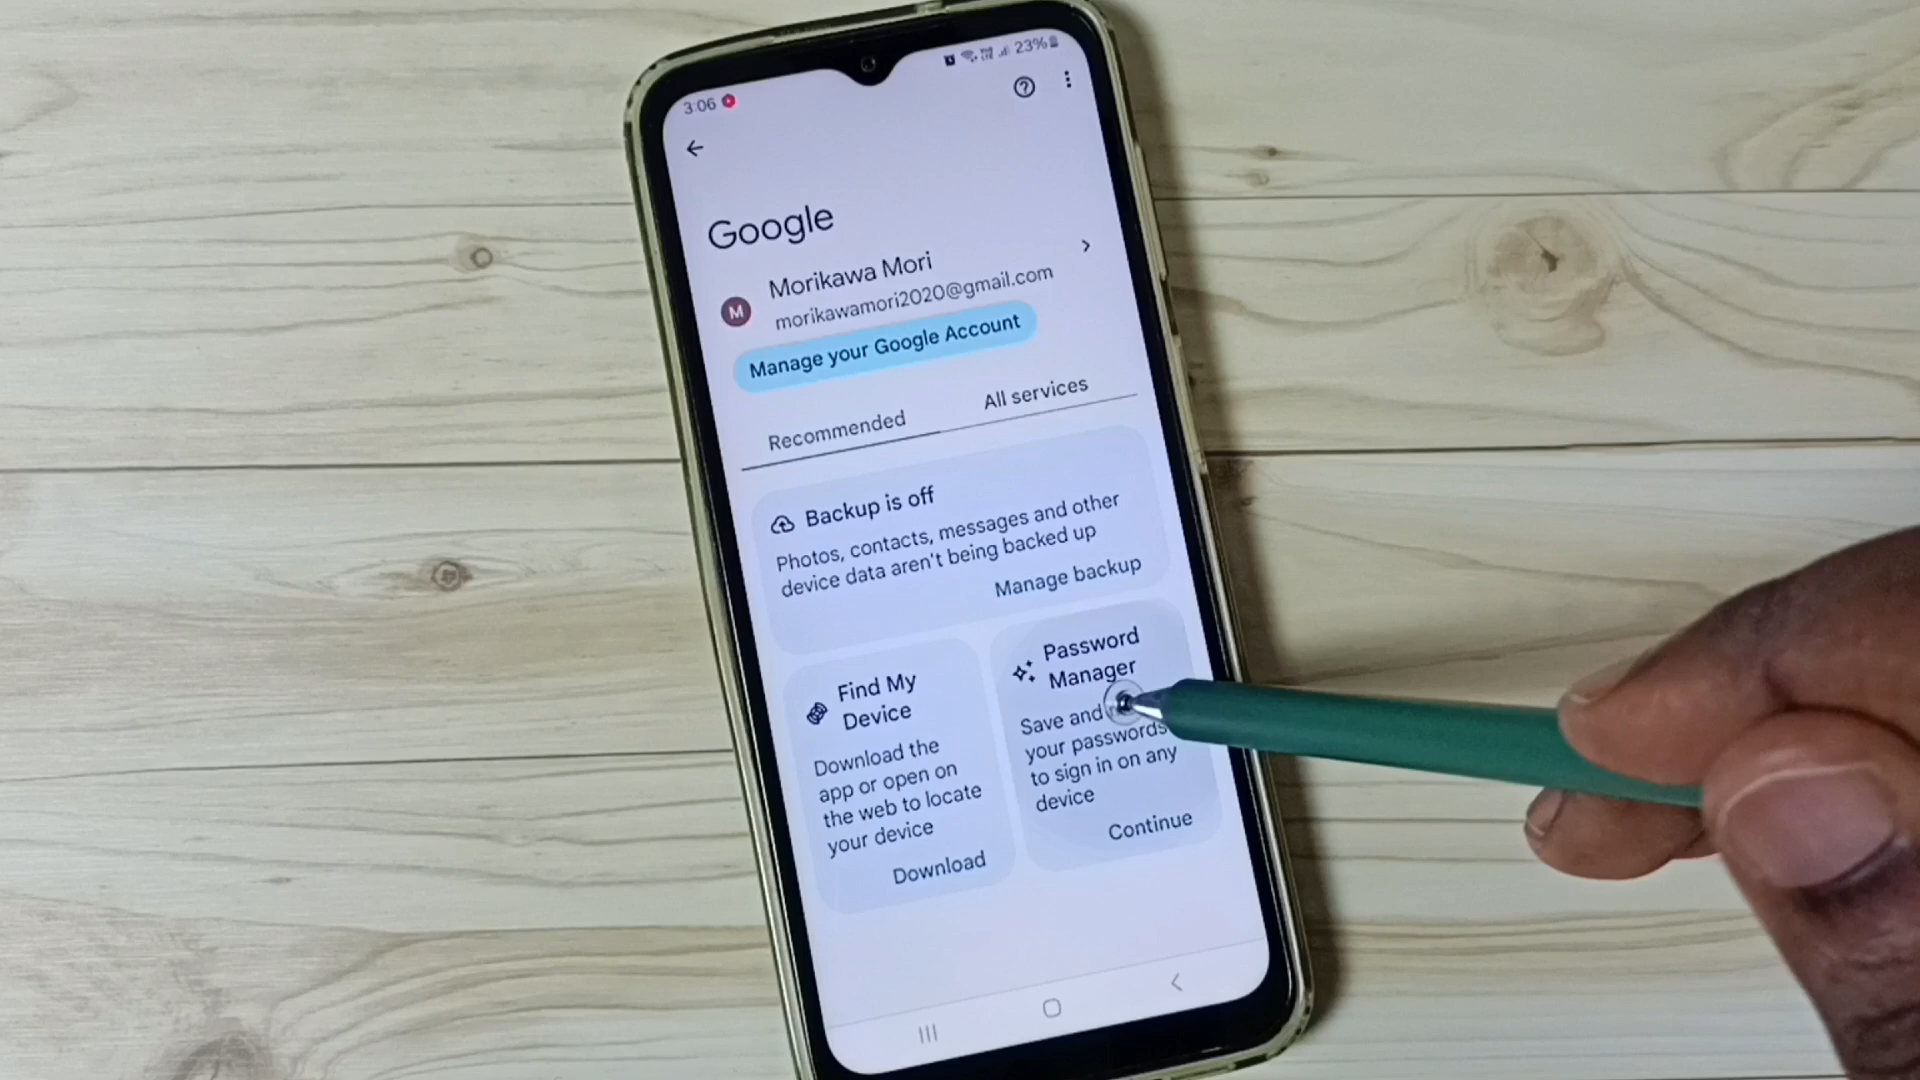 3:06
23%
Google
Morikawa Mori
morikawamori2020@gmail.com
M
Manage your Google Account
Recommended
All services
Backup is off
Photos, contacts, messages and other
device data aren't being backed up
Manage backup
Find My
Device
Download the
app or open on
the web to locate
your device
Download
Password
Manager
Save and
your passwords
to sign in on any
device
Continue